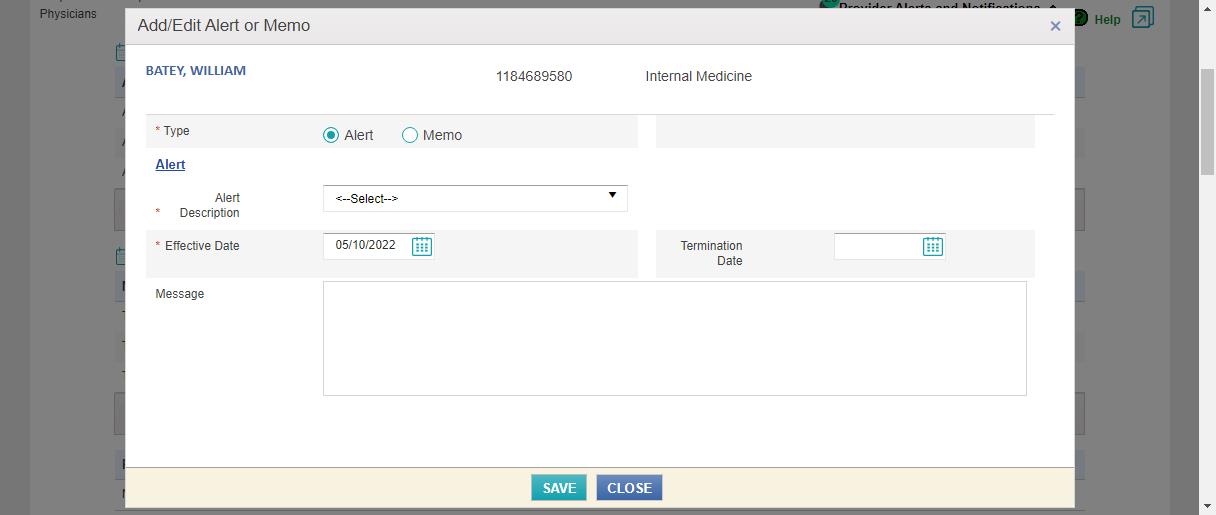 Physicians
Provider Alerts and Notifications
Help
Add/Edit Alert or Memo
×
BATEY, WILLIAM
1184689580
Internal Medicine
* Type
Alert
Memo
Alert
* Alert
Description
<--Select-->
* Effective Date
05/10/2022
Termination
Date
Message
SAVE
CLOSE